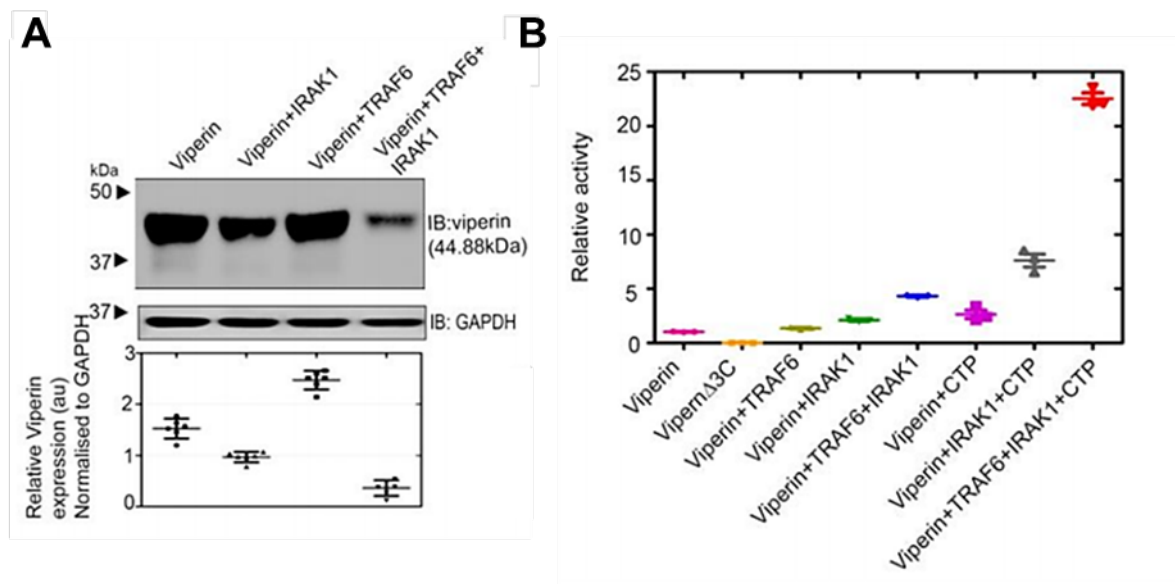 A
Viperin
Viperin+IRAK1
Viperin+TRAF6
Viperin+TRAF6+
IRAK1
kDa
50
37
IB:viperin
(44.88kDa)
37
IB: GAPDH
Relative Viperin
expression (au)
Normalised to GAPDH
3
2
1
0
B
Relative activty
25
20
15
10
5
0
Viperin
Vipern∆3C
Viperin+TRAF6
Viperin+IRAK1
Viperin+TRAF6+IRAK1
Viperin+CTP
Viperin+IRAK1+CTP
Viperin+TRAF6+IRAK1+CTP